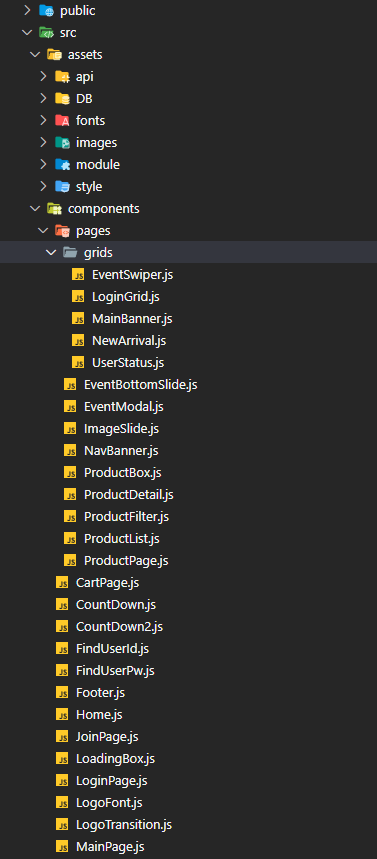 public
src
assets
api
DB
fonts
images
module
style
components
pages
grids
EventSwiper.js
LoginGrid.js
MainBanner.js
NewArrival.js
UserStatus.js
EventBottomSlide.js
EventModal.js
ImageSlide.js
NavBanner.js
ProductBox.js
ProductDetail.js
ProductFilter.js
ProductList.js
ProductPage.js
CartPage.js
CountDown.js
CountDown2.js
FindUserId.js
FindUserPw.js
Footer.js
Home.js
JoinPage.js
LoadingBox.js
LoginPage.js
LogoFont.js
LogoTransition.js
MainPage.js